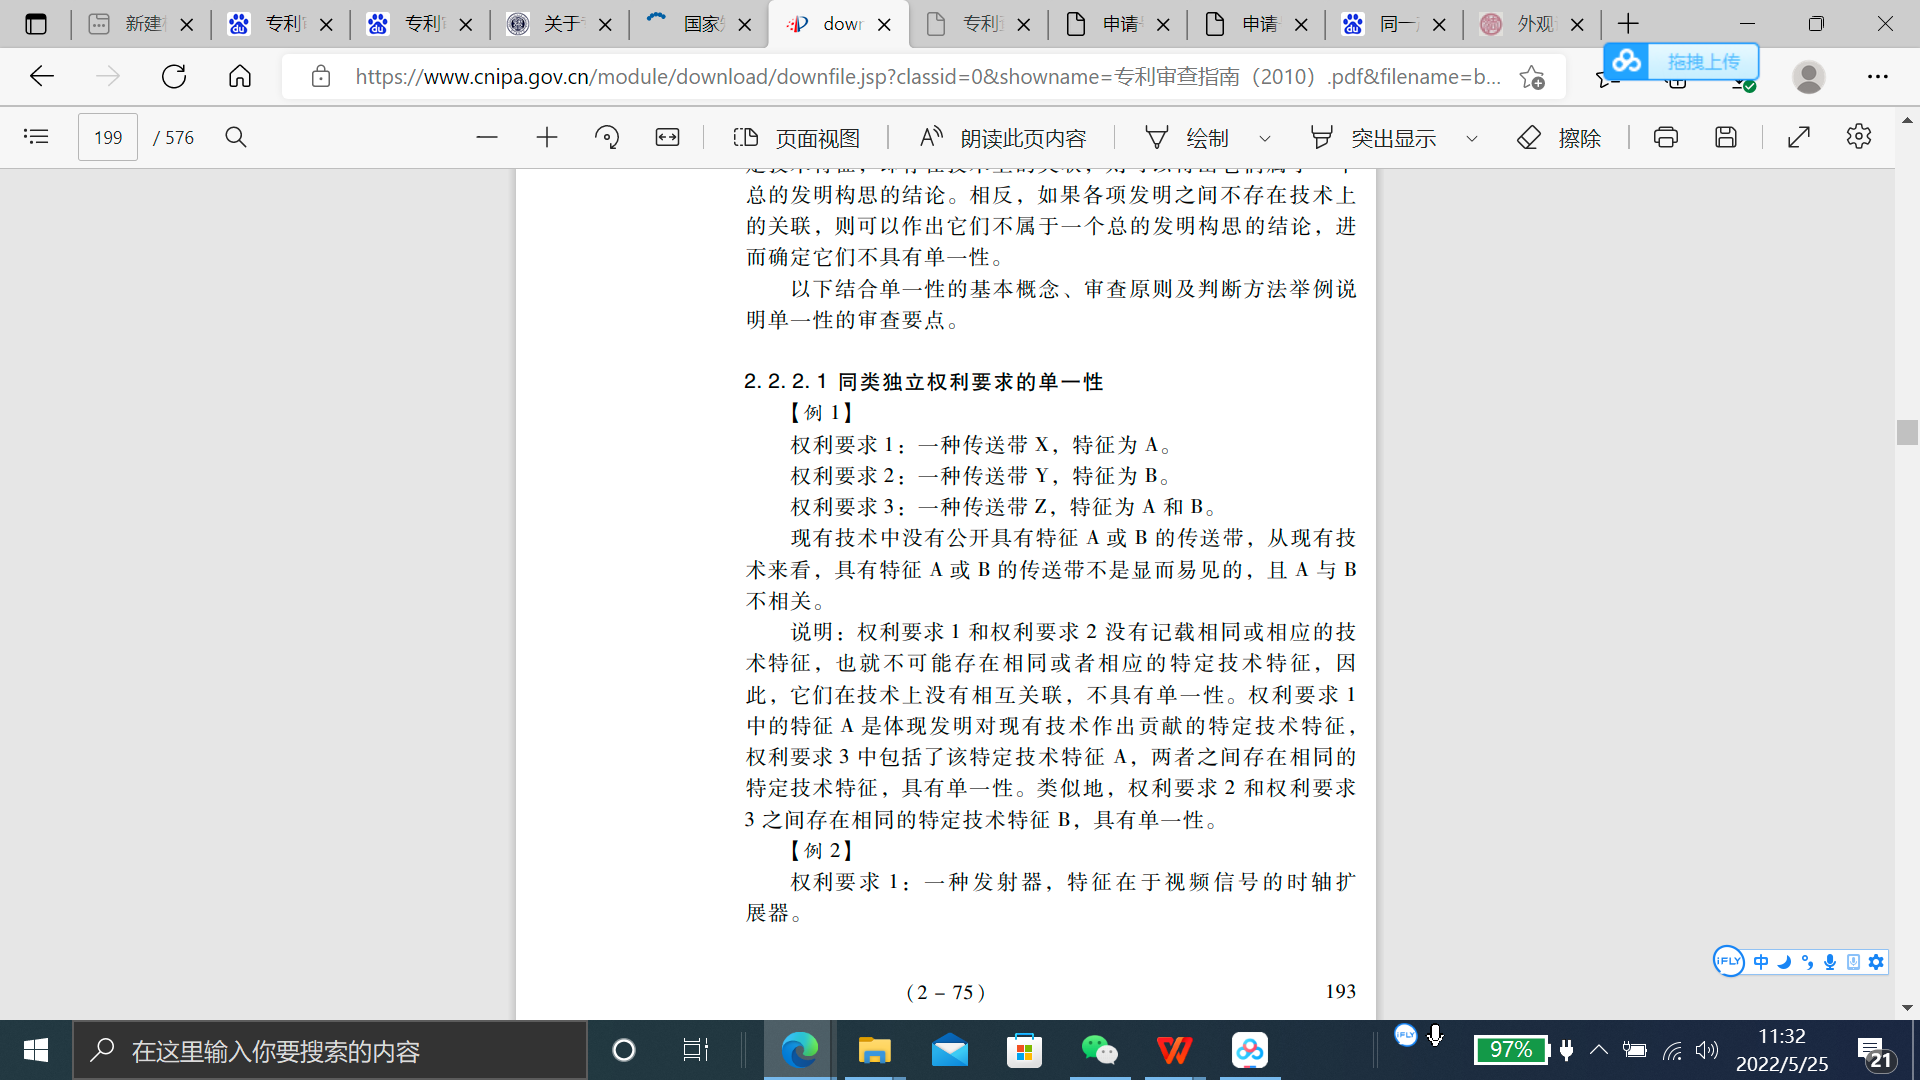 新建
专利
专利
关于
国家
dow
专利
申请
申请
同一
外观
https://www.cnipa.gov.cn/module/download/downfile.jsp?classid=0&showname=专利审查指南（2010）.pdf&filename=b...
拖拽上传
199
/ 576
页面视图
朗读此页内容
绘制
突出显示
擦除
总的发明构思的结论。相反，如果各项发明之间不存在技术上
的关联，则可以作出它们不属于一个总的发明构思的结论，进
而确定它们不具有单一性。
以下结合单一性的基本概念、审查原则及判断方法举例说
明单一性的审查要点。
2.2.2.1 同类独立权利要求的单一性
【例 1】
权利要求 1：一种传送带 X，特征为 A。
权利要求 2：一种传送带 Y，特征为 B。
权利要求 3：一种传送带 Z，特征为 A 和 B。
现有技术中没有公开具有特征 A 或 B 的传送带，从现有技
术来看，具有特征 A 或 B 的传送带不是显而易见的，且 A 与 B
不相关。
说明：权利要求 1 和权利要求 2 没有记载相同或相应的技
术特征，也就不可能存在相同或者相应的特定技术特征，因
此，它们在技术上没有相互关联，不具有单一性。权利要求 1
中的特征 A 是体现发明对现有技术作出贡献的特定技术特征，
权利要求 3 中包括了该特定技术特征 A，两者之间存在相同的
特定技术特征，具有单一性。类似地，权利要求 2 和权利要求
3 之间存在相同的特定技术特征 B，具有单一性。
【例 2】
权利要求 1：一种发射器，特征在于视频信号的时轴扩
展器。
(2－75)
193
iFLY 中
在这里输入你要搜索的内容
iFLY
97%
11:32
2022/5/25
21